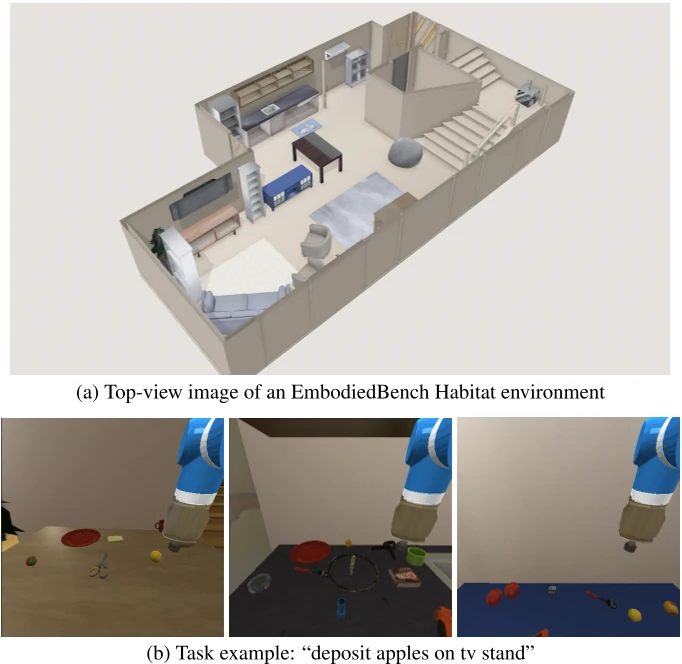 (a) Top-view image of an EmbodiedBench Habitat environment
(b) Task example: “deposit apples on tv stand”